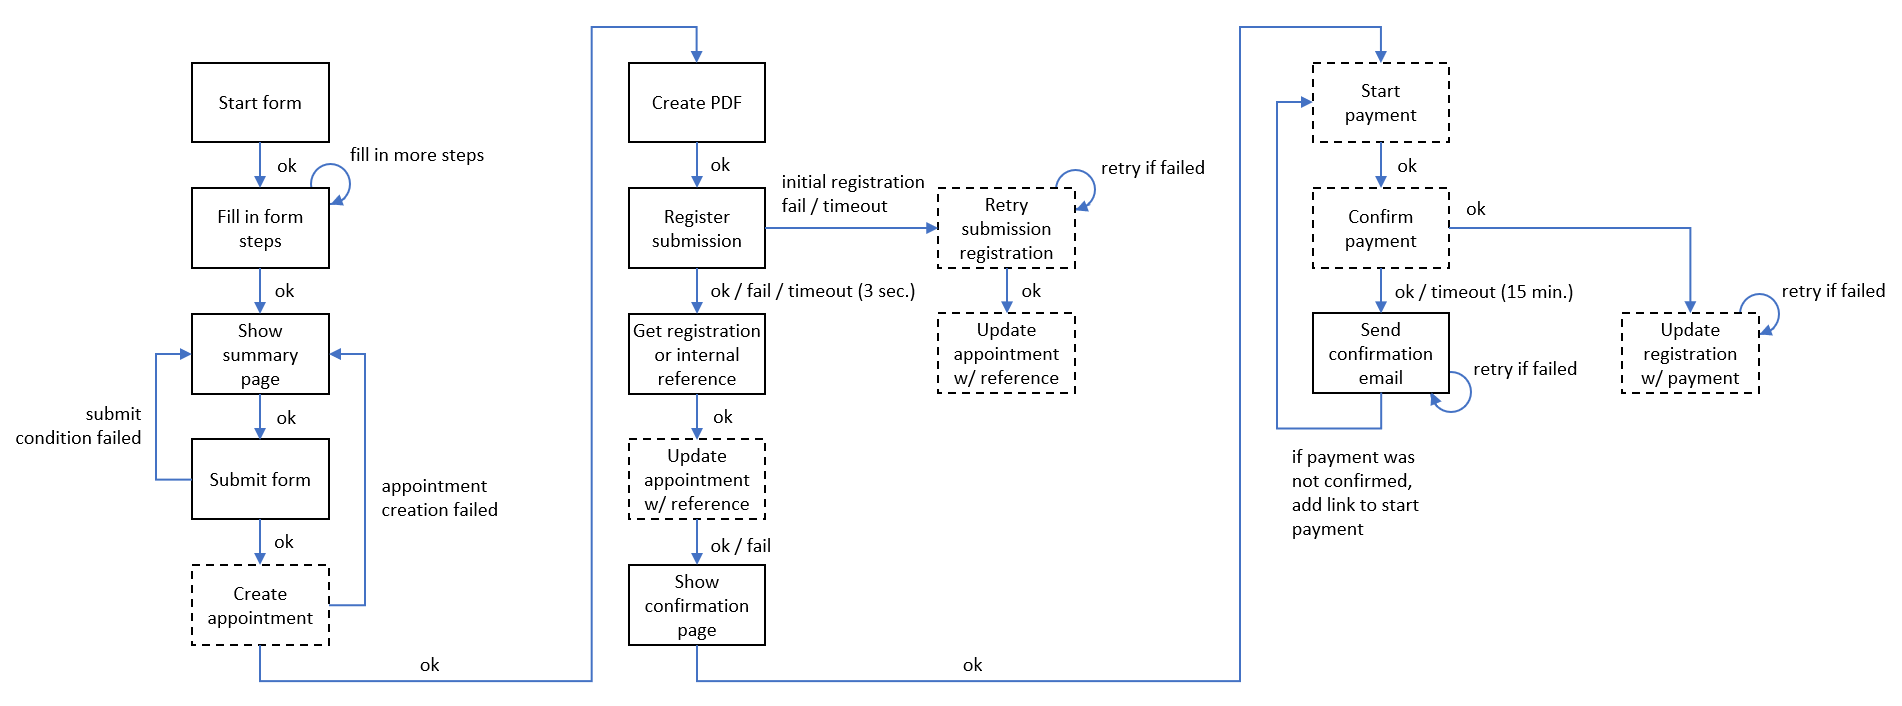 Start form
ok
fill in more steps
Fill in form
steps
ok
Show
summary
page
submit
condition failed
ok
Submit form
appointment
creation failed
ok
Create
appointment
ok
Create PDF
ok
initial registration
fail / timeout
Register
submission
retry if failed
Retry
submission
registration
ok / fail / timeout (3 sec.)
ok
Get registration
or internal
reference
Update
appointment
w/ reference
ok
Update
appointment
w/ reference
ok / fail
Show
confirmation
page
ok
Start
payment
ok
Confirm
payment
ok
ok / timeout (15 min.)
retry if failed
Send
confirmation
email
retry if failed
Update
registration
w/ payment
if payment was
not confirmed,
add link to start
payment